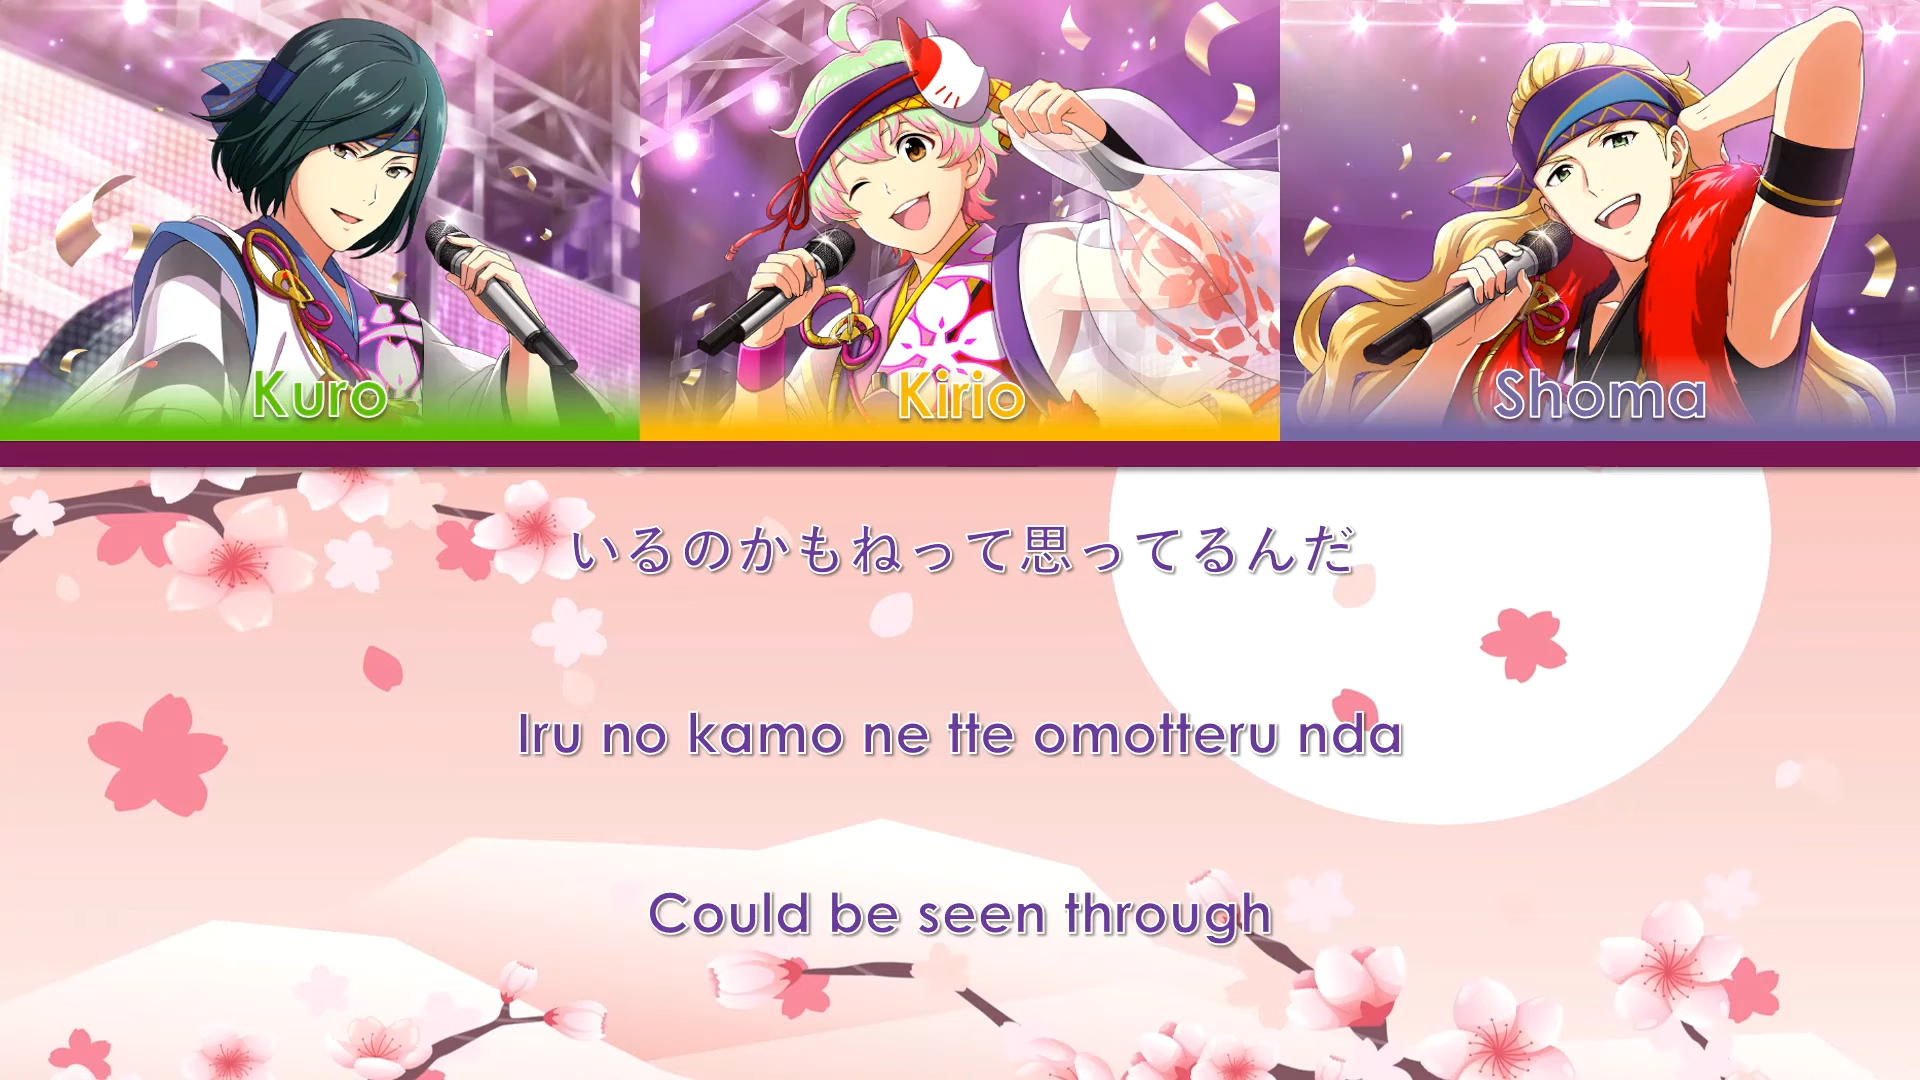 Kuro
Kirio
Shoma
いるのかもねって思ってるんだ
Iru no kamo ne tte omotteru nda
Could be seen through